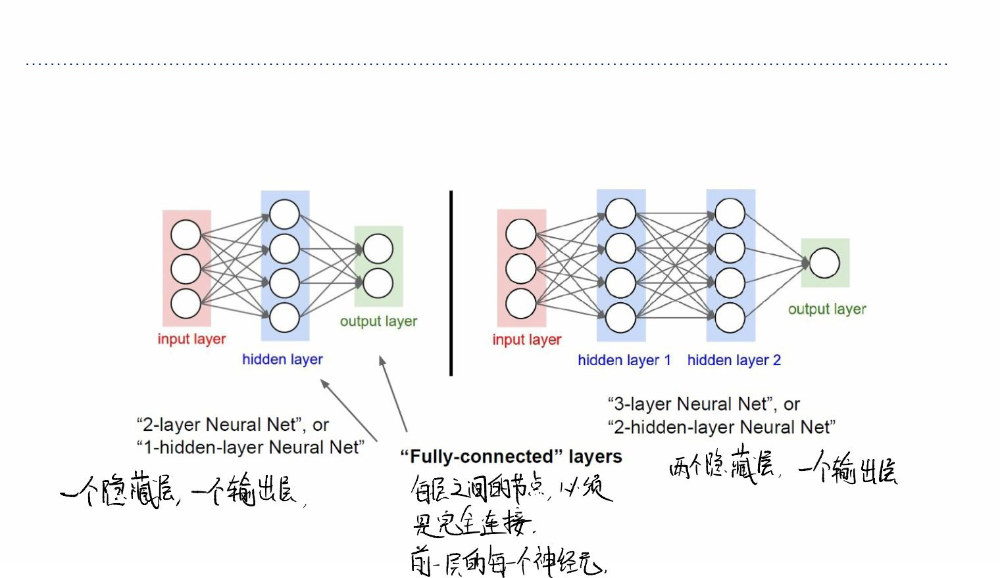 input layer
hidden layer
output layer
input layer
hidden layer 1
hidden layer 2
output layer
“2-layer Neural Net”, or
“1-hidden-layer Neural Net”
一个隐藏层, 一个输出层,
“Fully-connected” layers
每层之间的节点, 必须
是完全连接.
前一层的每一个神经元.
“3-layer Neural Net”, or
“2-hidden-layer Neural Net”
两个隐藏层, 一个输出层